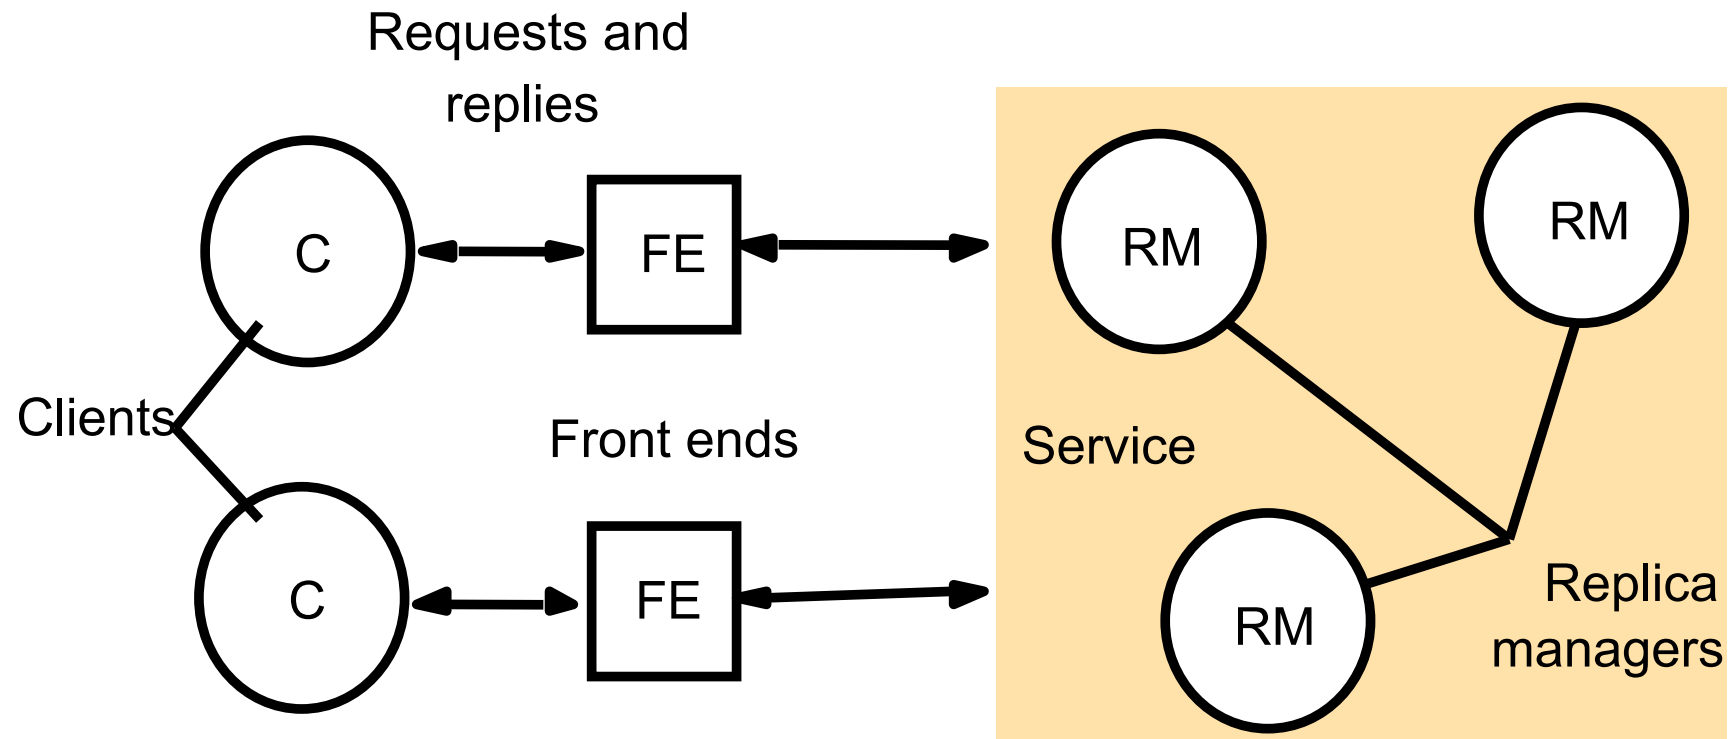 Requests and
replies
C
FE
RM
RM
Clients
Front ends
Service
C
FE
RM
Replica
managers